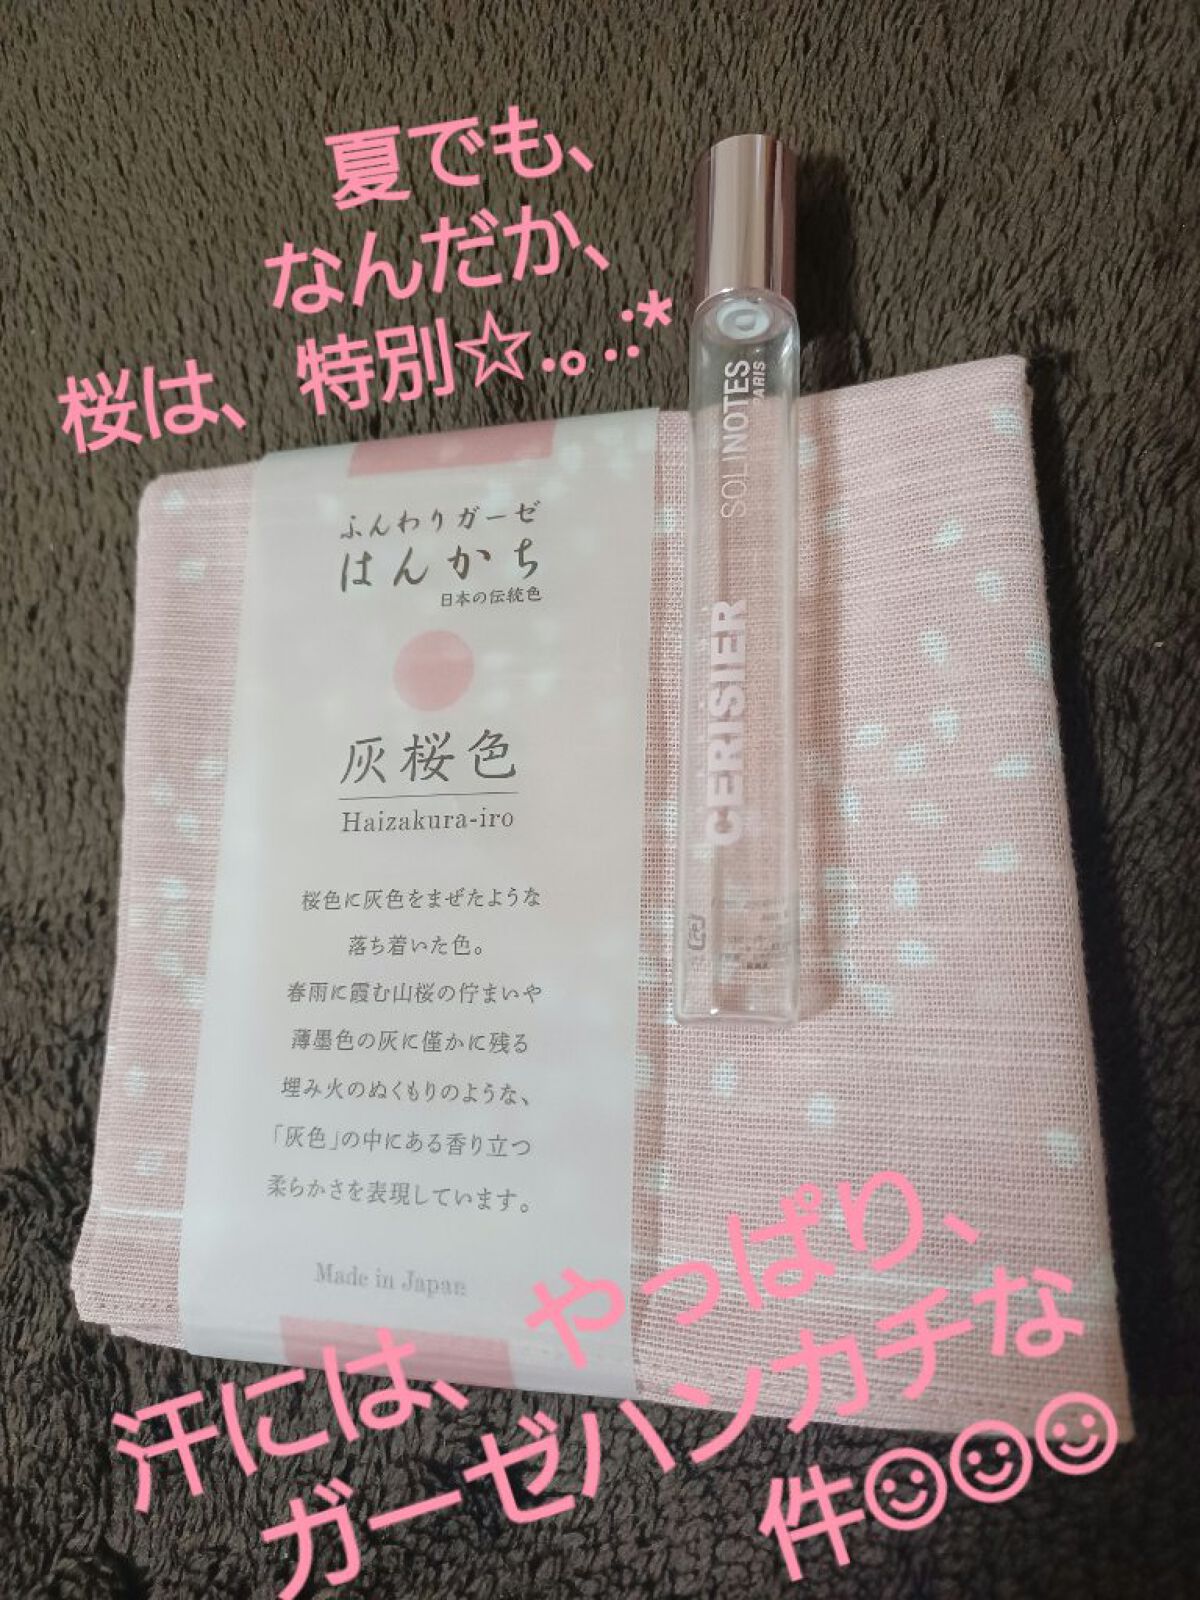 夏でも、
なんだか、
桜は、特別☆.｡.:*
SOLINOTES
PARIS
CERISIER
ふんわりガーゼ
はんかち
日本の伝統色
灰桜色
Haizakura-iro
桜色に灰色をまぜたような
落ち着いた色。
春雨に霞む山桜の佇まいや
薄墨色の灰に僅かに残る
埋み火のぬくもりのような、
「灰色」の中にある香り立つ
柔らかさを表現しています。
Made in Japan
汗には、やっぱり、
ガーゼハンカチな
件☺☺☺